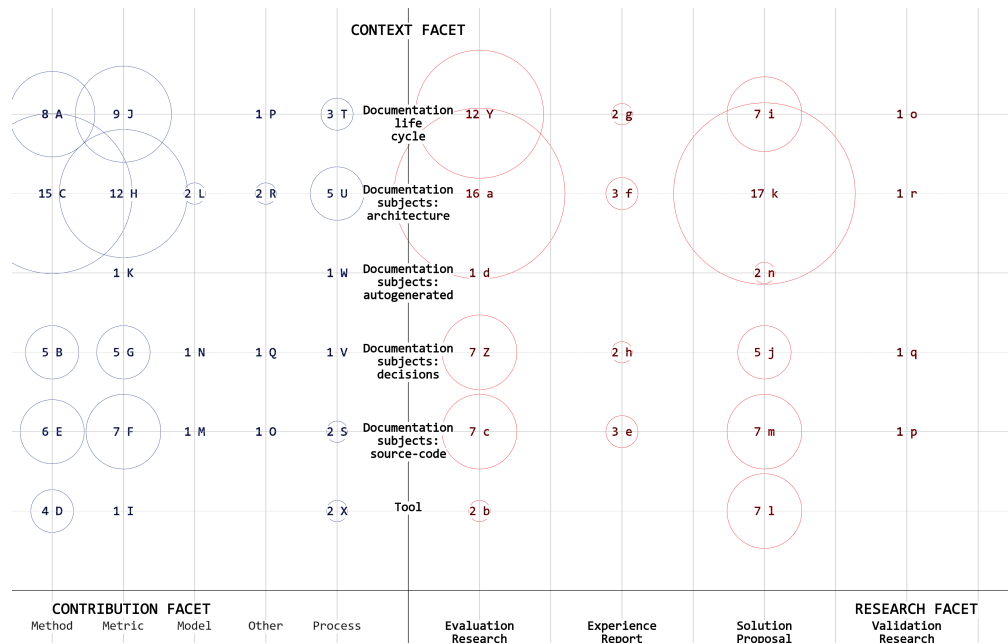 CONTEXT FACET
8 A 9 J 1 P 3 T Documentation life cycle 12 Y 2 g 7 i 1 o
15 C 12 H 2 L 2 R 5 U Documentation subjects: architecture 16 a 3 f 17 k 1 r
1 K 1 W Documentation subjects: autogenerated 1 d 2 n
5 B 5 G 1 N 1 Q 1 V Documentation subjects: decisions 7 Z 2 h 5 j 1 q
6 E 7 F 1 M 1 O 2 S Documentation subjects: source-code 7 c 3 e 7 m 1 p
4 D 1 I 2 X Tool 2 b 7 l
CONTRIBUTION FACET RESEARCH FACET
Method Metric Model Other Process Evaluation Research Experience Report Solution Proposal Validation Research